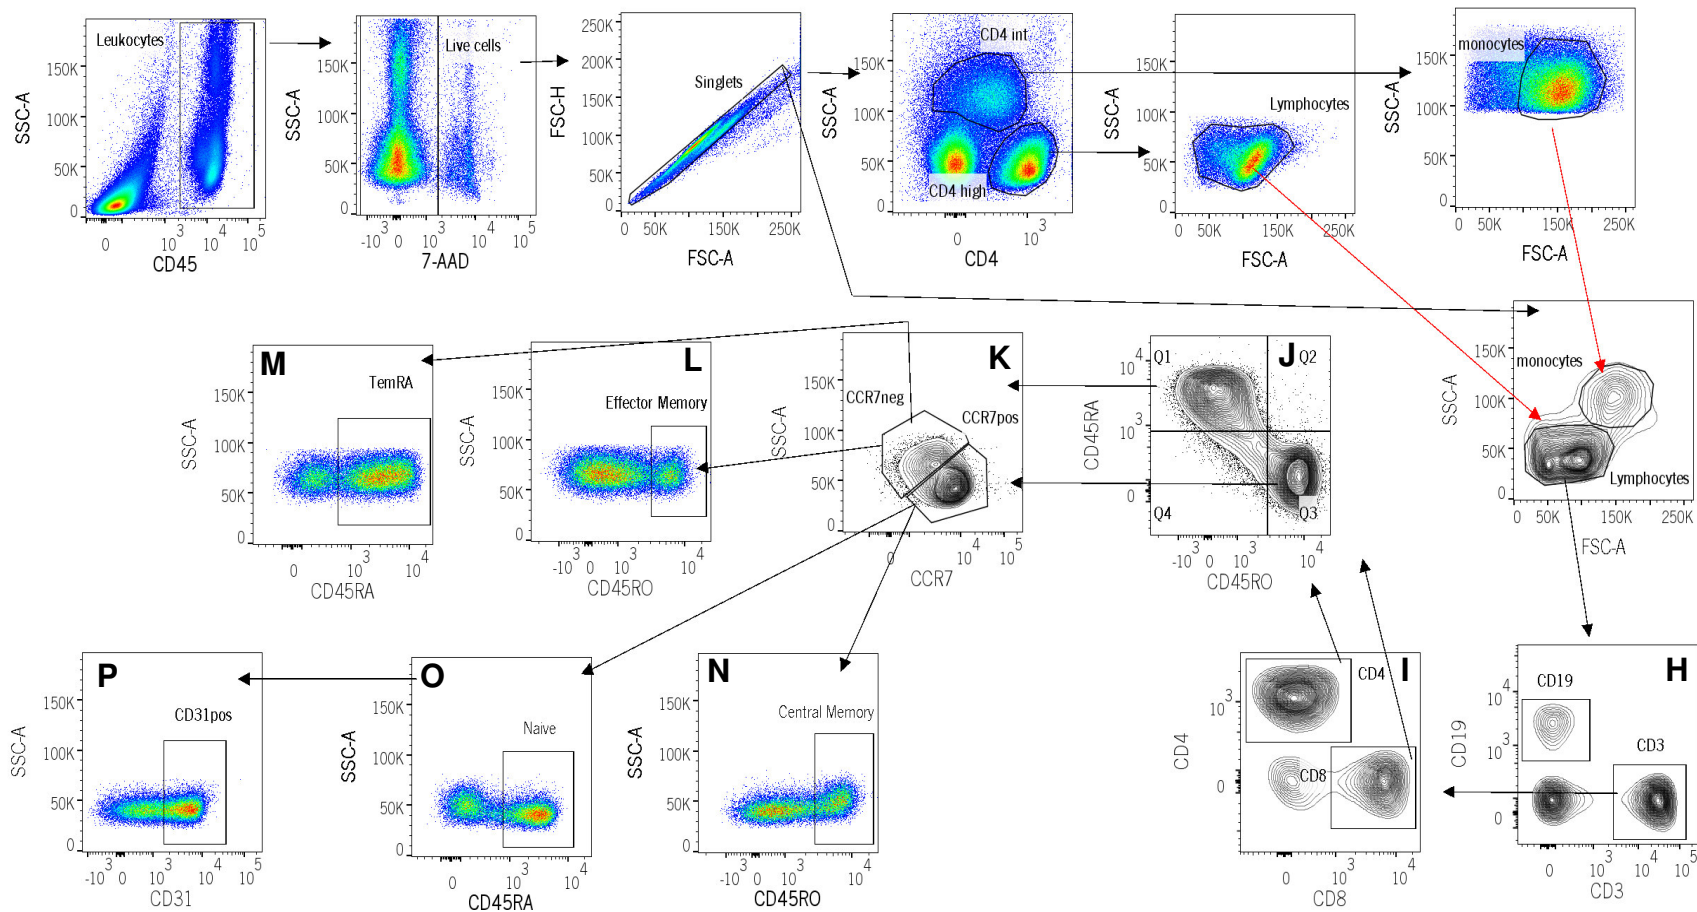 Leukocytes
SSC-A
150K
100K
50K
0
0
10^3
10^4
10^5
CD45
Live cells
SSC-A
150K
100K
50K
0
-10^3
0
10^3
10^4
10^5
7-AAD
Singlets
FSC-H
250K
200K
150K
100K
50K
0
50K
150K
250K
FSC-A
CD4 int
CD4 high
SSC-A
150K
100K
50K
0
0
10^3
CD4
Lymphocytes
SSC-A
150K
100K
50K
0
0
50K
150K
250K
FSC-A
monocytes
SSC-A
150K
100K
50K
0
0
50K
150K
250K
FSC-A
M
TemRA
SSC-A
150K
100K
50K
0
0
10^3
10^4
CD45RA
L
Effector Memory
SSC-A
150K
100K
50K
0
-10^3
0
10^3
10^4
CD45RO
K
CCR7neg
CCR7pos
SSC-A
150K
100K
50K
0
0
10^4
10^5
CCR7
J
Q1
Q2
Q3
Q4
CD45RA
10^4
10^3
0
-10^3
0
10^3
10^4
CD45RO
monocytes
Lymphocytes
SSC-A
150K
100K
50K
0
0
50K
150K
250K
FSC-A
P
CD31pos
SSC-A
150K
100K
50K
0
-10^3
0
10^3
10^4
10^5
CD31
O
Naive
SSC-A
150K
100K
50K
0
0
10^3
10^4
CD45RA
N
Central Memory
SSC-A
150K
100K
50K
0
-10^3
0
10^3
10^4
CD45RO
I
CD4
CD8
CD4
10^3
0
0
10^3
10^4
CD8
H
CD19
CD3
CD19
10^4
10^3
0
0
10^3
10^4
10^5
CD3